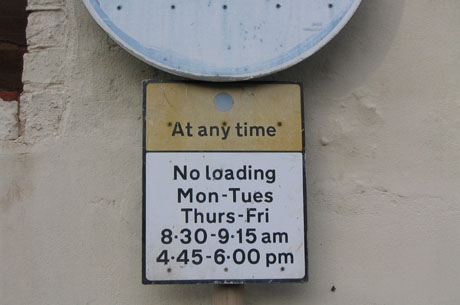 At any time
No loading
Mon-Tues
Thurs-Fri
8·30-9·15 am
4·45-6·00 pm